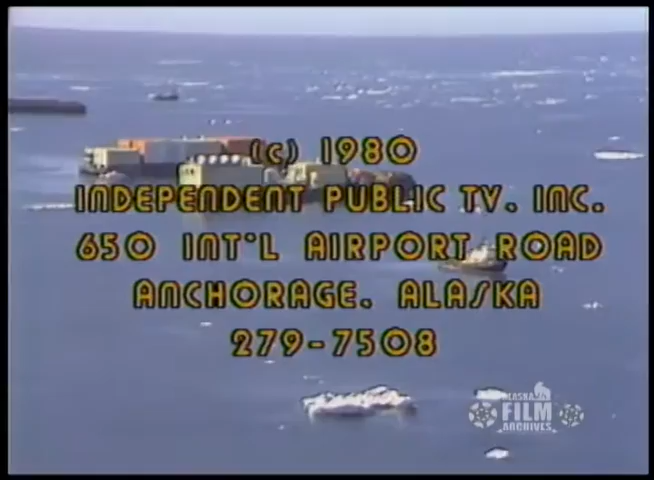 (c) 1980
INDEPENDENT PUBLIC TV. INC.
650 INT'L AIRPORT ROAD
ANCHORAGE. ALASKA
279-7508
ALASKA
FILM
ARCHIVES